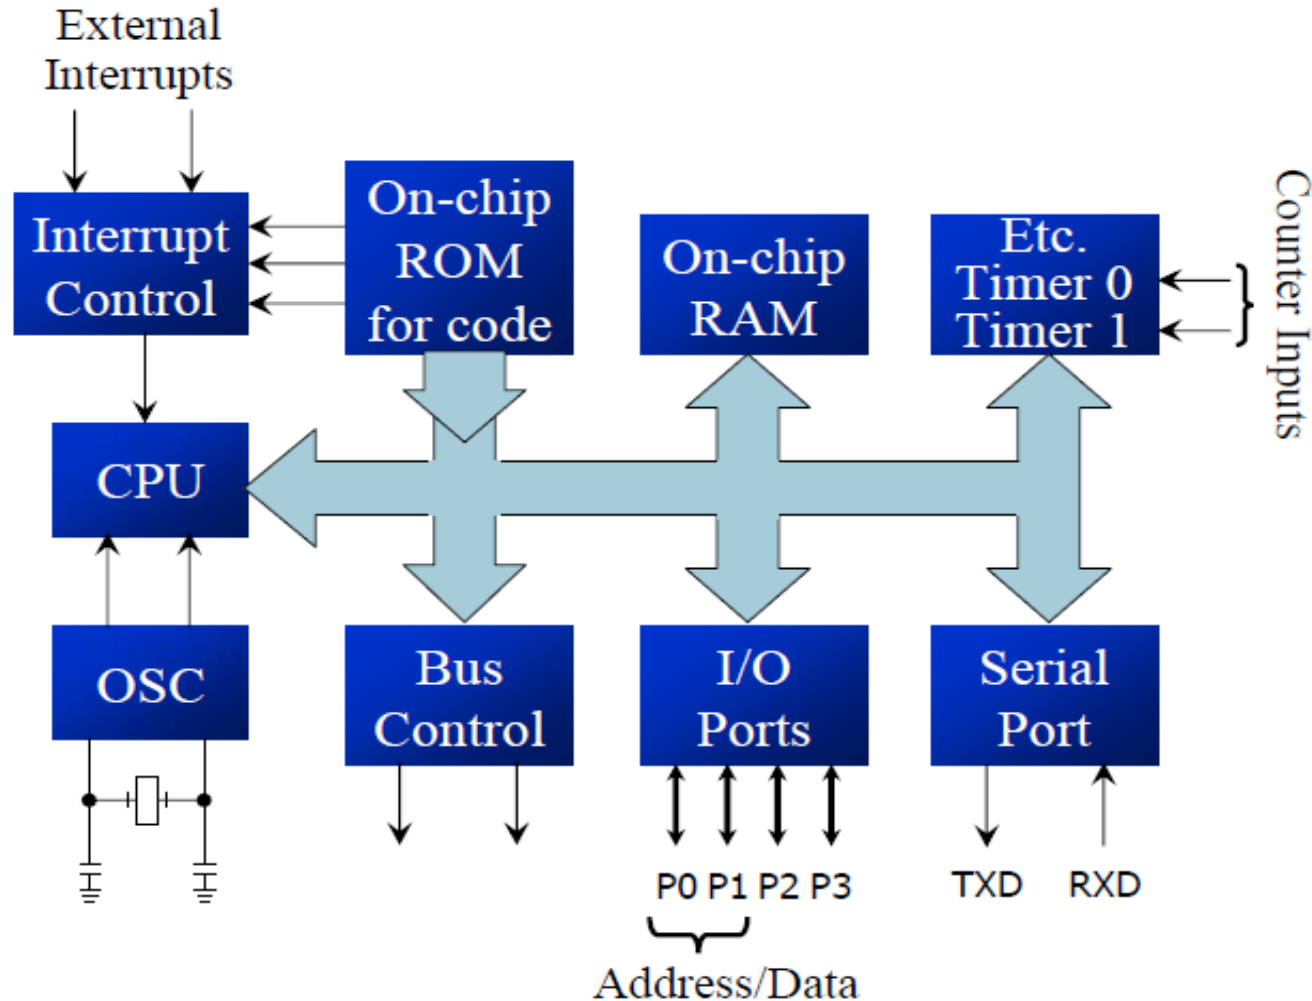 External
Interrupts
Interrupt
Control
On-chip
ROM
for code
On-chip
RAM
Etc.
Timer 0
Timer 1
Counter Inputs
CPU
OSC
Bus
Control
I/O
Ports
Serial
Port
P0 P1 P2 P3
TXD
RXD
Address/Data